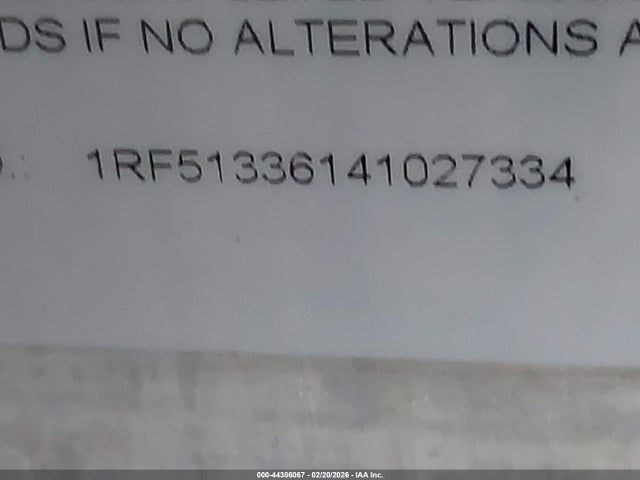 DS IF NO ALTERATIONS A
.: 1RF51336141027334
000-44306067 - 02/20/2026 - IAA Inc.